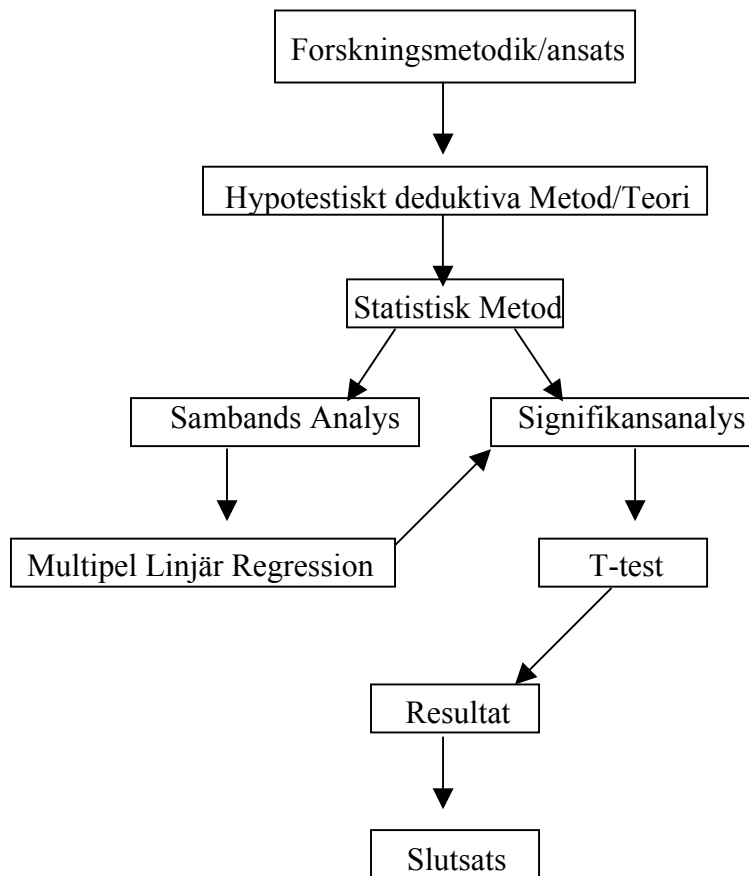 Forskningsmetodik/ansats
Hypotestiskt deduktiva Metod/Teori
Statistisk Metod
Sambands Analys
Signifikansanalys
Multipel Linjär Regression
T-test
Resultat
Slutsats